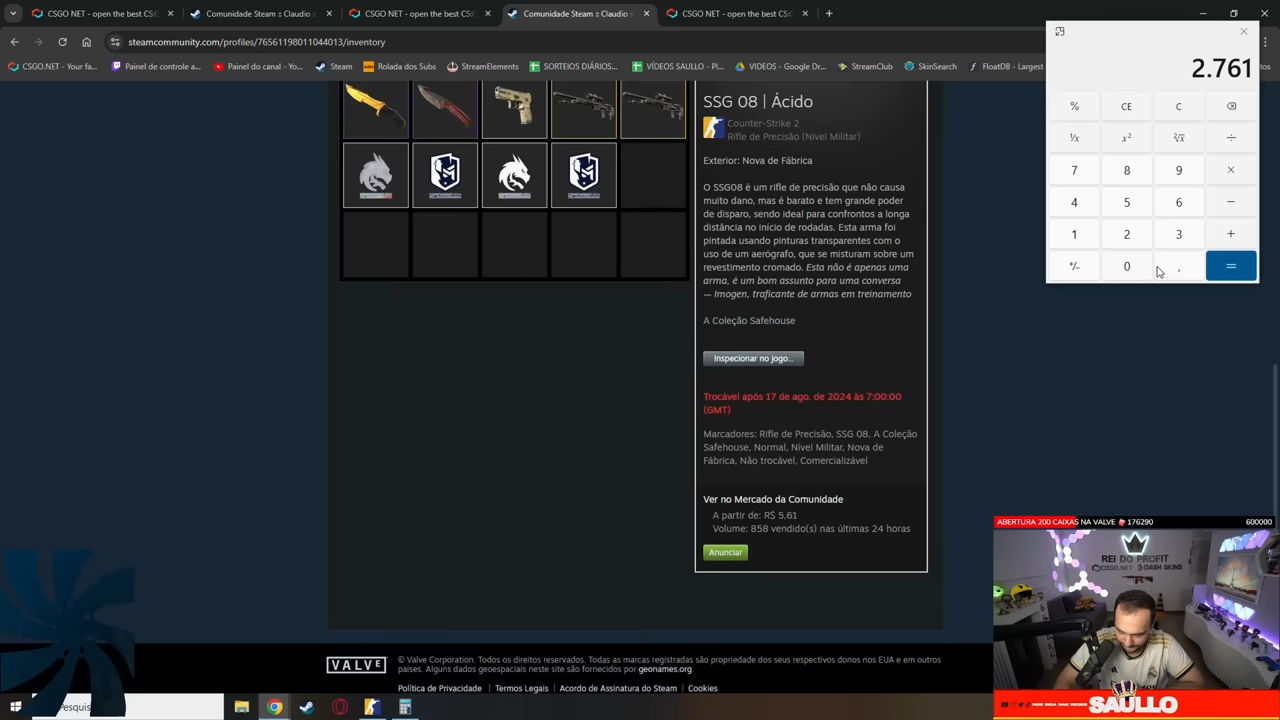 CSGO NET - open the best CS:
Comunidade Steam :: Claudio
CSGO NET - open the best CS:
Comunidade Steam :: Claudio
CSGO NET - open the best CS:
steamcommunity.com/profiles/76561198011044013/inventory
CSGO.NET - Your fa...
Painel de controle a...
Painel do canal - Yo...
Steam
Rolada dos Subs
StreamElements
SORTEIOS DIÁRIOS...
VÍDEOS SAULLO - Pl...
VIDEOS - Google Dr...
StreamClub
SkinSearch
FloatDB - Largest
2.761
%
CE
C
7
8
9
×
4
5
6
−
1
2
3
+
+/−
0
,
=
SSG 08 | Ácido
Counter-Strike 2
Rifle de Precisão (Nível Militar)
Exterior: Nova de Fábrica
O SSG08 é um rifle de precisão que não causa
muito dano, mas é barato e tem grande poder
de disparo, sendo ideal para confrontos a longa
distância no início de rodadas. Esta arma foi
pintada usando pinturas transparentes com o
uso de um aerógrafo, que se misturam sobre um
revestimento cromado. Esta não é apenas uma
arma, é um bom assunto para uma conversa
— Imogen, traficante de armas em treinamento
A Coleção Safehouse
Inspecionar no jogo...
Trocável após 17 de ago. de 2024 às 7:00:00
(GMT)
Marcadores: Rifle de Precisão, SSG 08, A Coleção
Safehouse, Normal, Nível Militar, Nova de
Fábrica, Não trocável, Comercializável
Ver no Mercado da Comunidade
A partir de: R$ 5,61
Volume: 858 vendido(s) nas últimas 24 horas
Anunciar
ABERTURA 200 CAIXAS NA VALVE
176290
600000
REI DO PROFIT
CSGO.NET
DASH SKINS
SAULLO
VALVE
© Valve Corporation. Todos os direitos reservados. Todas as marcas registradas são propriedade dos seus respectivos donos nos EUA e em outros
países. Alguns dados geoespaciais neste site são fornecidos por geonames.org.
Política de Privacidade
Termos Legais
Acordo de Assinatura do Steam
Cookies
Pesquis